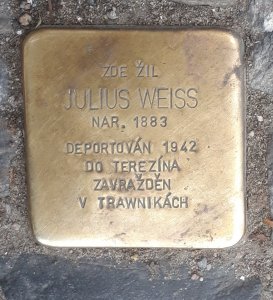 ZDE ŽIL
JULIUS WEISS
NAR. 1883
DEPORTOVÁN 1942
DO TEREZÍNA
ZAVRAŽDĚN
V TRAWNIKÁCH